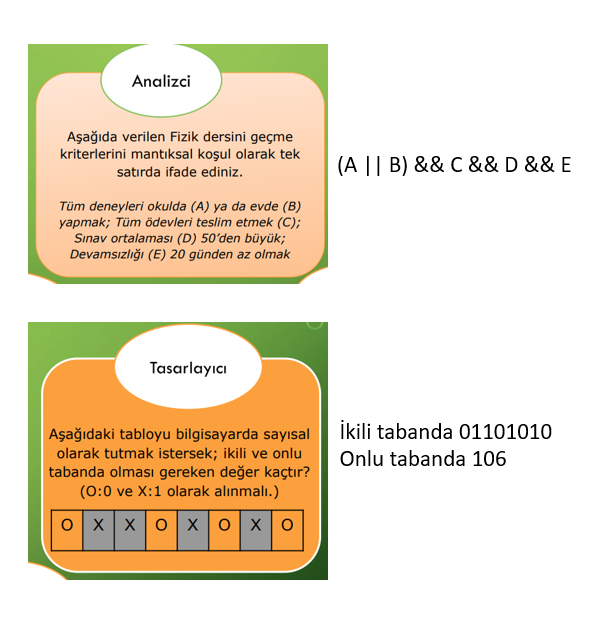 Analizci
Aşağıda verilen Fizik dersini geçme
kriterlerini mantıksal koşul olarak tek
satırda ifade ediniz.
Tüm deneyleri okulda (A) ya da evde (B)
yapmak; Tüm ödevleri teslim etmek (C);
Sınav ortalaması (D) 50'den büyük;
Devamsızlığı (E) 20 günden az olmak
(A || B) && C && D && E
Tasarlayıcı
Aşağıdaki tabloyu bilgisayarda sayısal
olarak tutmak istersek; ikili ve onlu
tabanda olması gereken değer kaçtır?
(O:0 ve X:1 olarak alınmalı.)
O X X O X O X O
İkili tabanda 01101010
Onlu tabanda 106